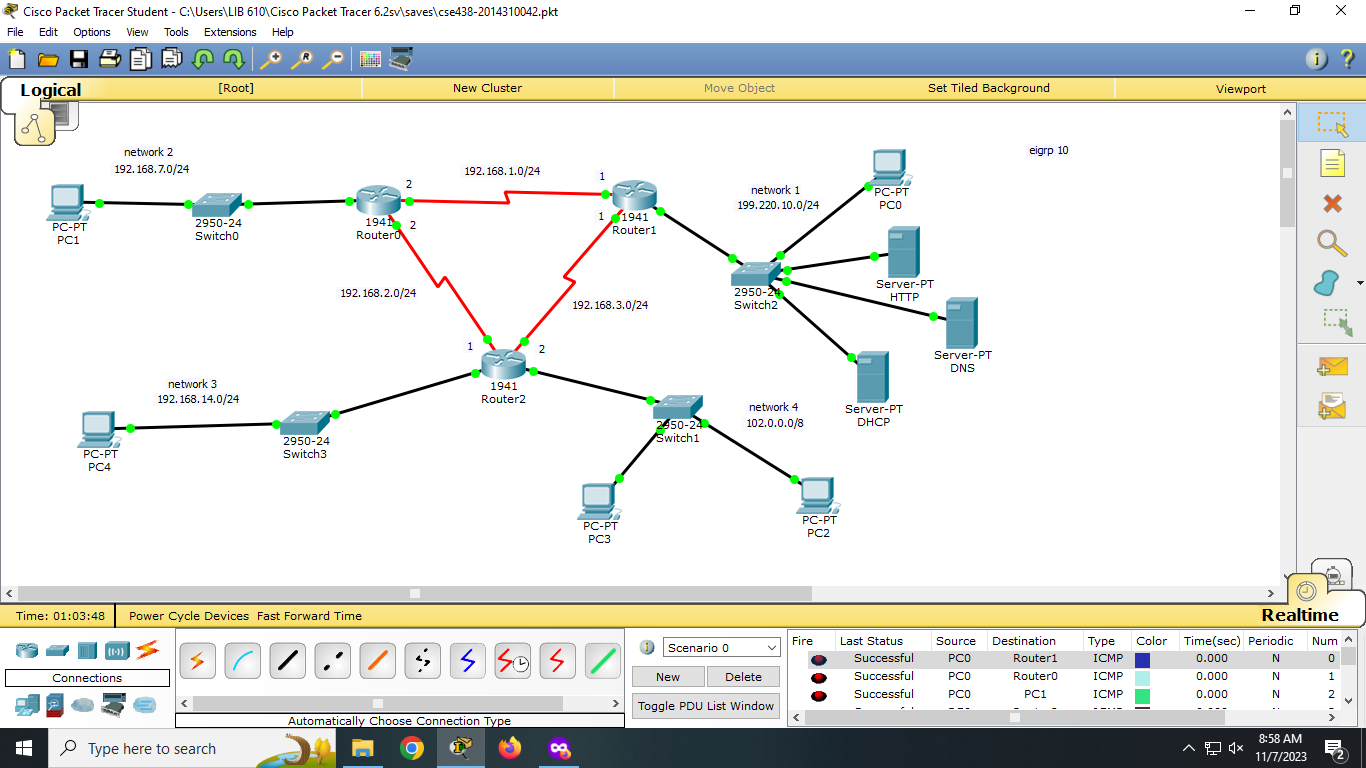 Cisco Packet Tracer Student - C:\Users\LIB 610\Cisco Packet Tracer 6.2sv\saves\cse438-2014310042.pkt
File Edit Options View Tools Extensions Help
Logical [Root] New Cluster Move Object Set Tiled Background Viewport
network 2
192.168.7.0/24
PC-PT
PC1
2950-24
Switch0
2
2
1941
Router0
192.168.1.0/24
1
1
1941
Router1
network 1
199.220.10.0/24
PC-PT
PC0
eigrp 10
Server-PT
HTTP
2950-24
Switch2
Server-PT
DNS
Server-PT
DHCP
192.168.2.0/24
192.168.3.0/24
1
2
1941
Router2
network 3
192.168.14.0/24
PC-PT
PC4
2950-24
Switch3
2950-24
Switch1
network 4
102.0.0.0/8
PC-PT
PC3
PC-PT
PC2
Time: 01:03:48 Power Cycle Devices Fast Forward Time Realtime
Connections
Automatically Choose Connection Type
Scenario 0
New Delete
Toggle PDU List Window
Fire Last Status Source Destination Type Color Time(sec) Periodic Num
Successful PC0 Router1 ICMP 0.000 N 0
Successful PC0 Router0 ICMP 0.000 N 1
Successful PC0 PC1 ICMP 0.000 N 2
Type here to search
8:58 AM
11/7/2023
2